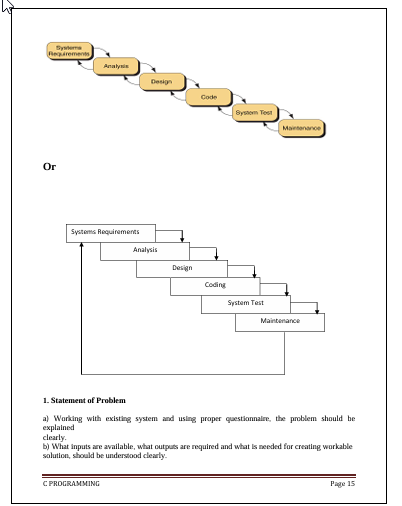 Systems
Requirements
Analysis
Design
Code
System Test
Maintenance
Or
Systems Requirements
Analysis
Design
Coding
System Test
Maintenance
1. Statement of Problem
a) Working with existing system and using proper questionnaire, the problem should be
explained
clearly.
b) What inputs are available, what outputs are required and what is needed for creating workable
solution, should be understood clearly.
C PROGRAMMING Page 15